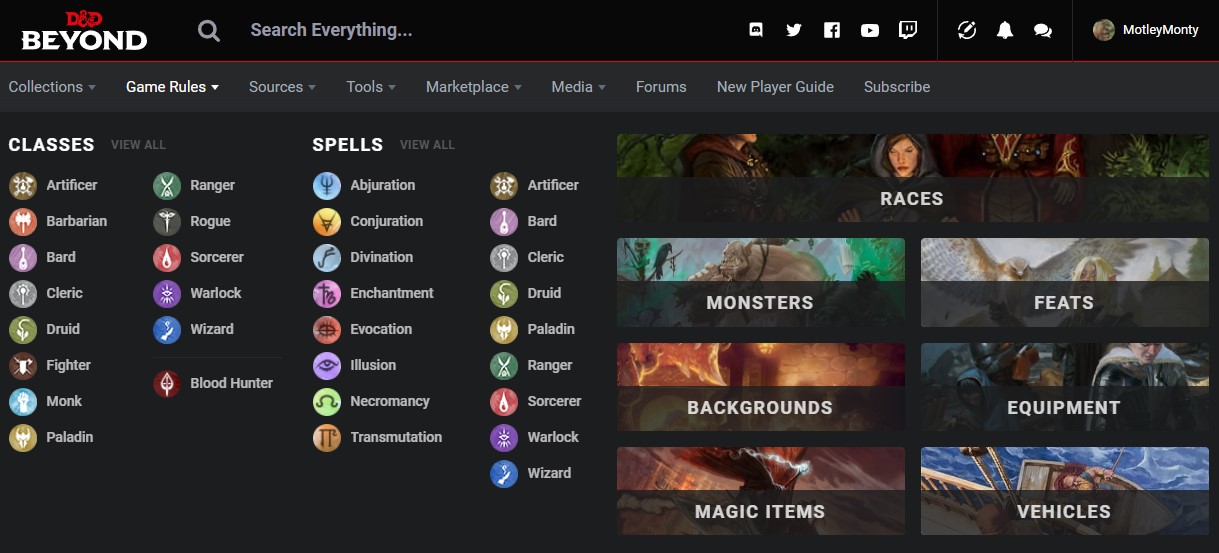 D&D
BEYOND
Search Everything...
MotleyMonty
Collections
Game Rules
Sources
Tools
Marketplace
Media
Forums
New Player Guide
Subscribe
CLASSES
VIEW ALL
Artificer
Barbarian
Bard
Cleric
Druid
Fighter
Monk
Paladin
Ranger
Rogue
Sorcerer
Warlock
Wizard
Blood Hunter
SPELLS
VIEW ALL
Abjuration
Conjuration
Divination
Enchantment
Evocation
Illusion
Necromancy
Transmutation
Artificer
Bard
Cleric
Druid
Paladin
Ranger
Sorcerer
Warlock
Wizard
RACES
MONSTERS
FEATS
BACKGROUNDS
EQUIPMENT
MAGIC ITEMS
VEHICLES